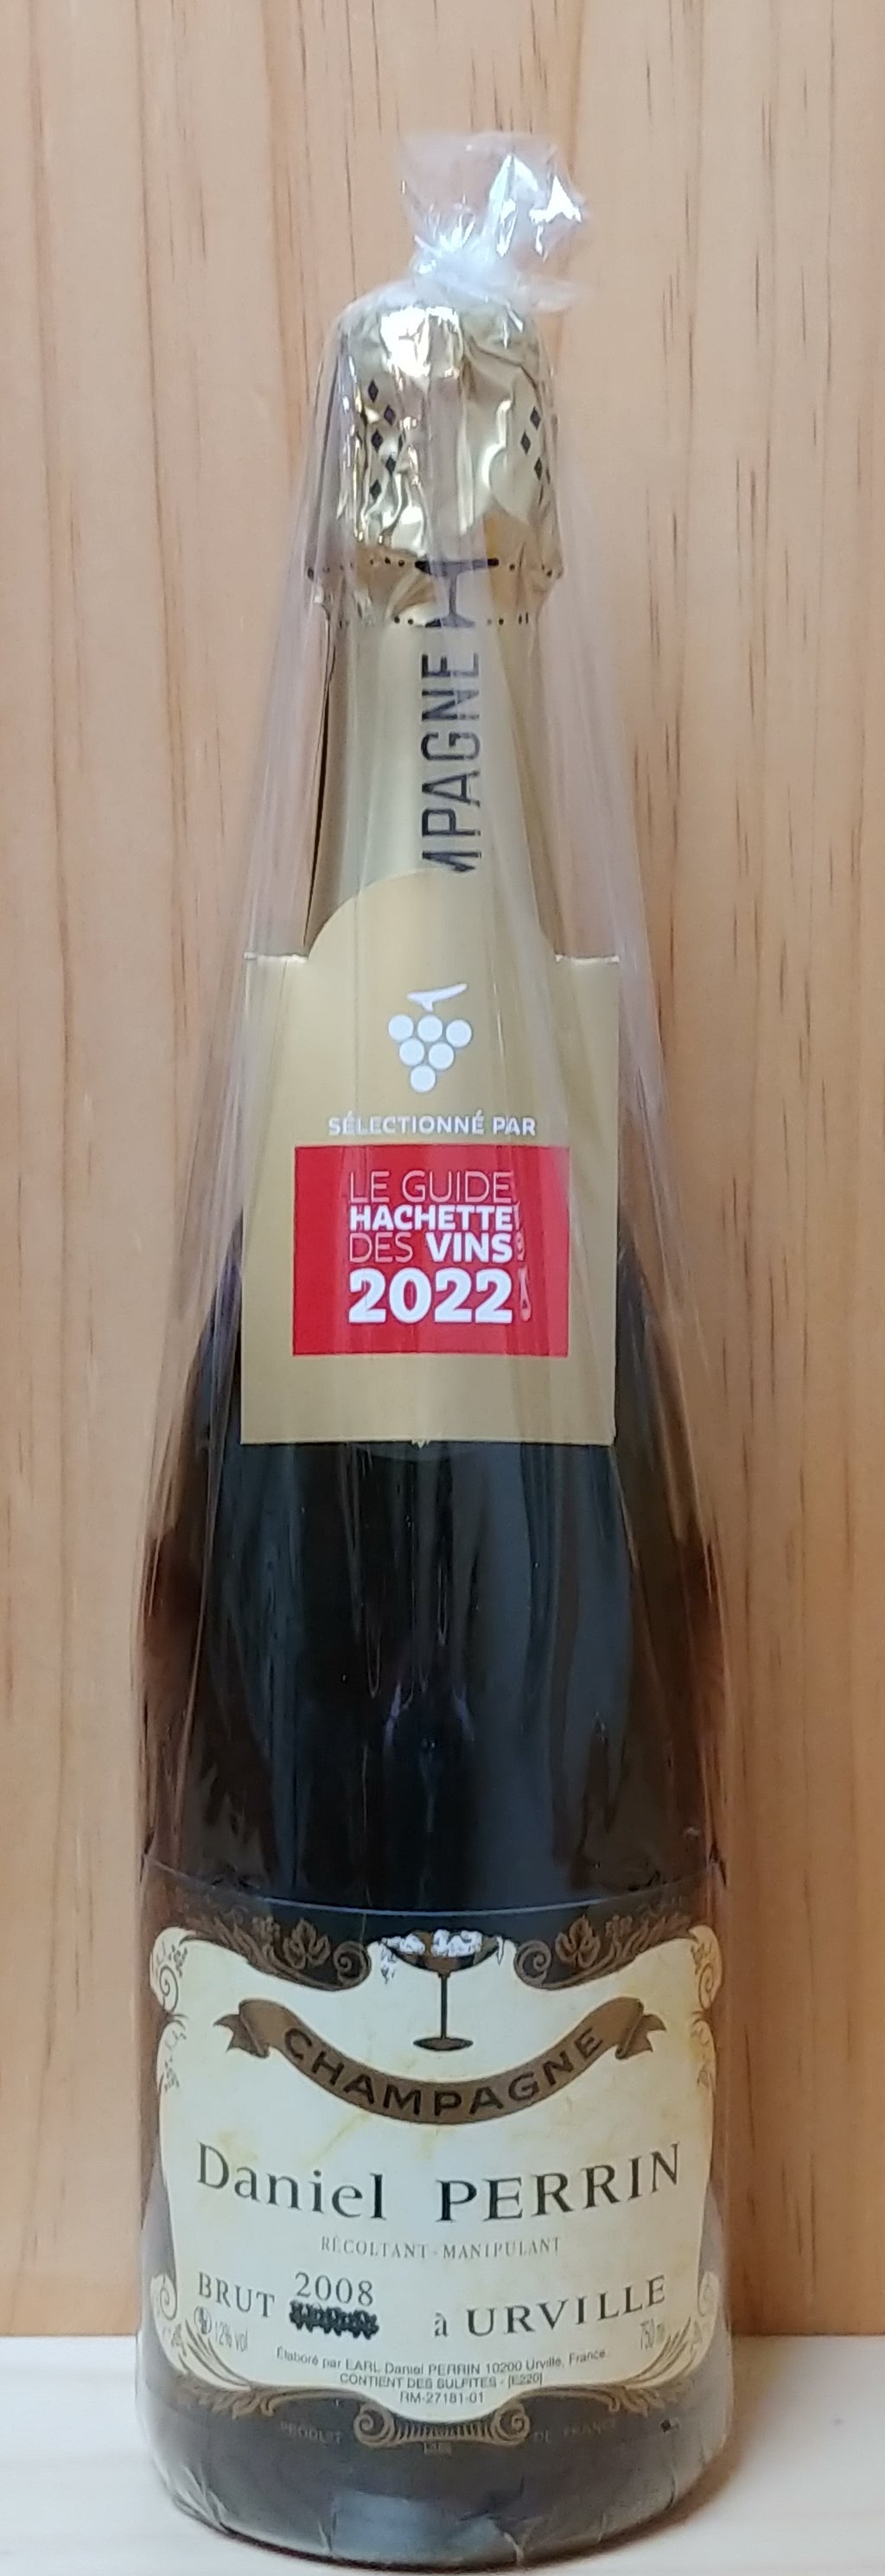 MPAGNE
SÉLECTIONNÉ PAR
LE GUIDE
HACHETTE
DES VINS
2022
CHAMPAGNE
Daniel PERRIN
RÉCOLTANT-MANIPULANT
BRUT 2008 à URVILLE
12% vol 750 ml
Élaboré par EARL Daniel PERRIN 10200 Urville, France
CONTIENT DES SULFITES - [E220]
RM-27181-01
PRODUIT DE FRANCE